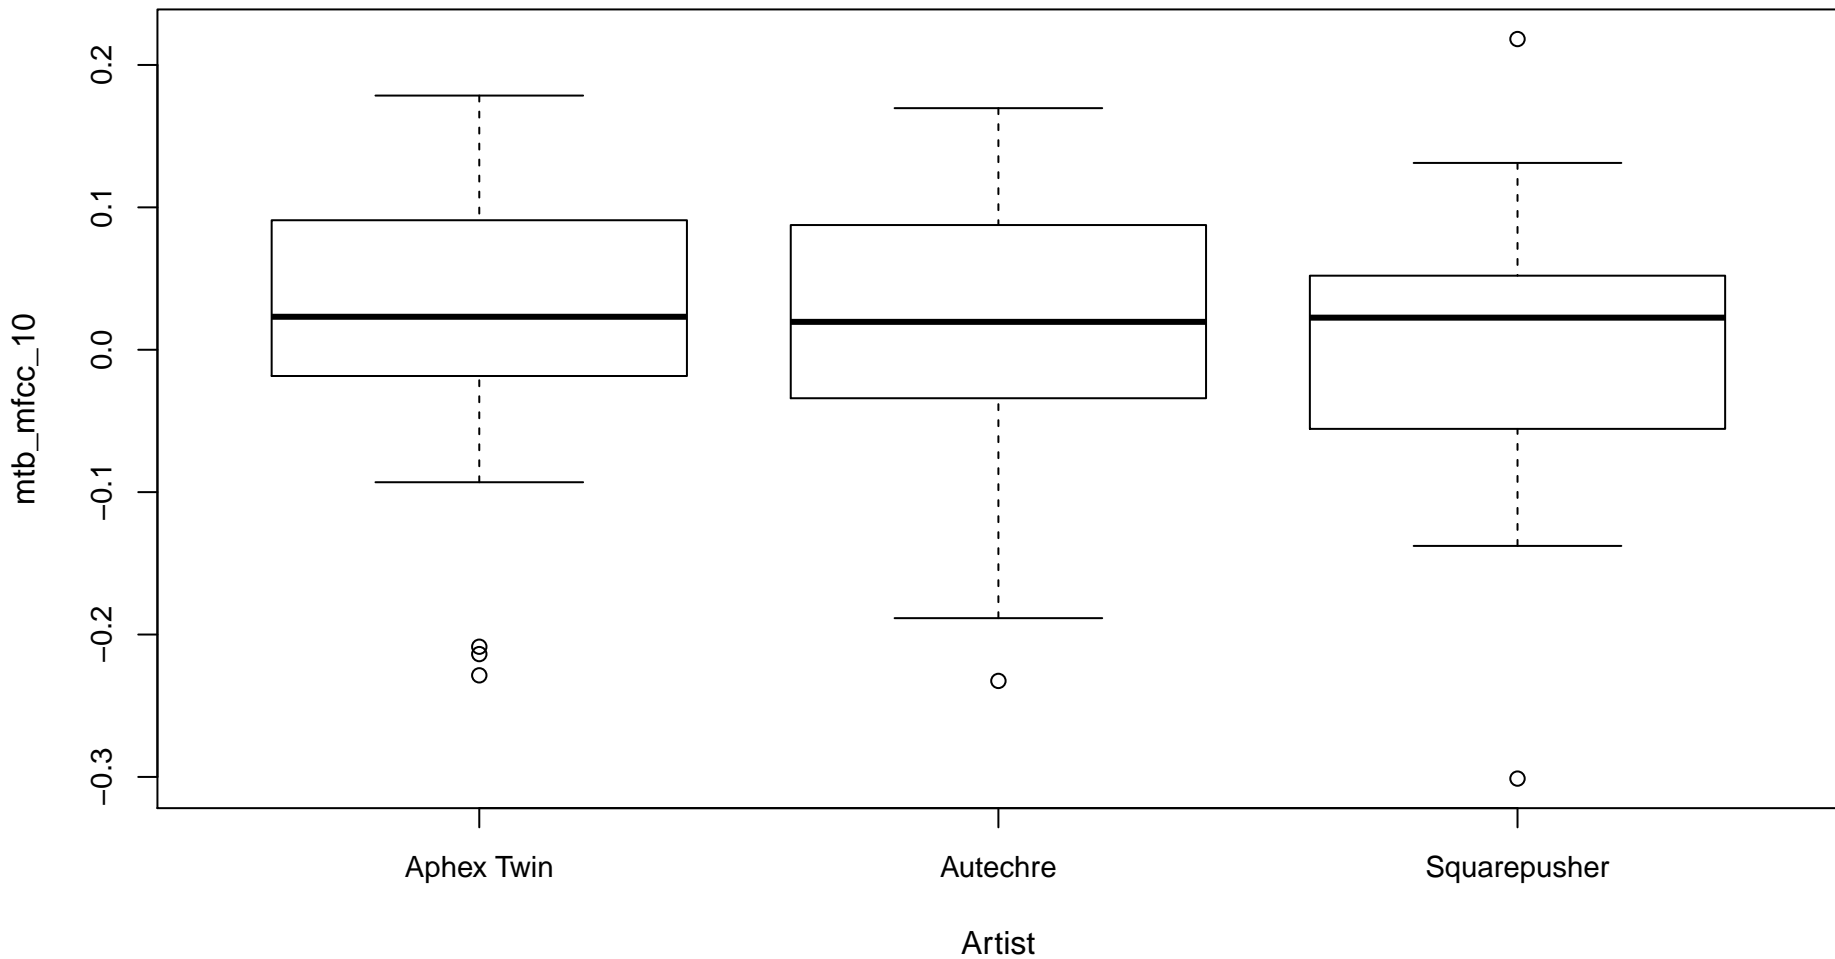 mtb_mfcc_10
0.2
0.1
0.0
−0.1
−0.2
−0.3
Aphex Twin
Autechre
Squarepusher
Artist